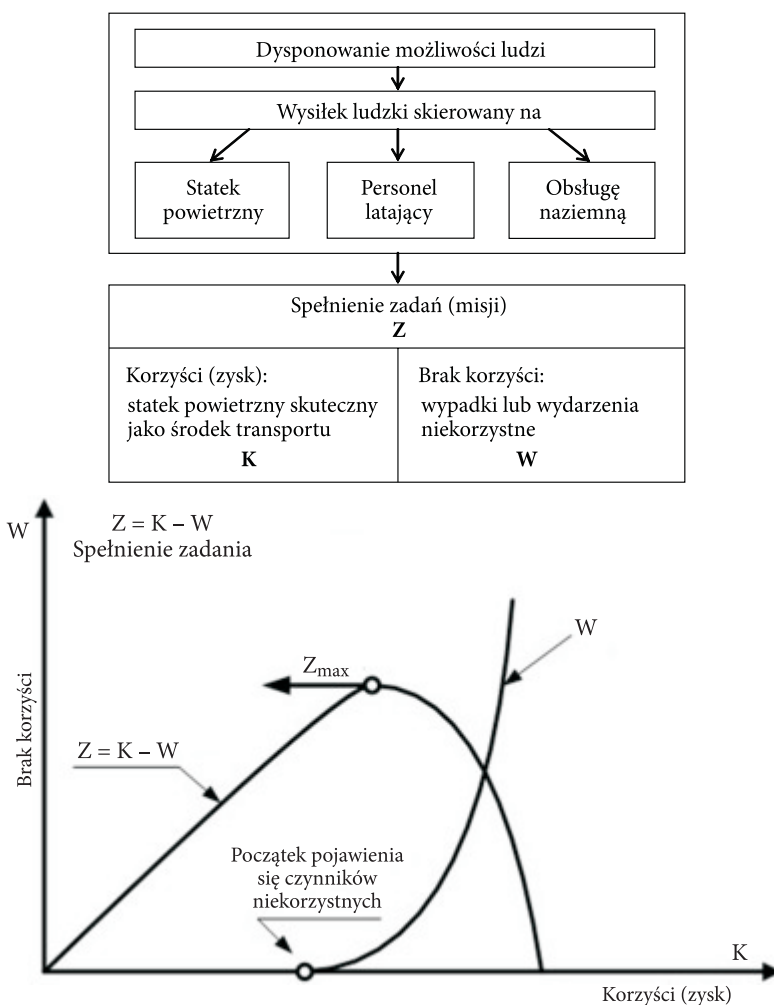 Dysponowanie możliwości ludzi
Wysiłek ludzki skierowany na
Statek
powietrzny
Personel
latający
Obsługę
naziemną
Spełnienie zadań (misji)
Z
Korzyści (zysk):
statek powietrzny skuteczny
jako środek transportu
K
Brak korzyści:
wypadki lub wydarzenia
niekorzystne
W
W
Z = K – W
Spełnienie zadania
Brak korzyści
Zmax
W
Z = K – W
Początek pojawienia
się czynników
niekorzystnych
K
Korzyści (zysk)